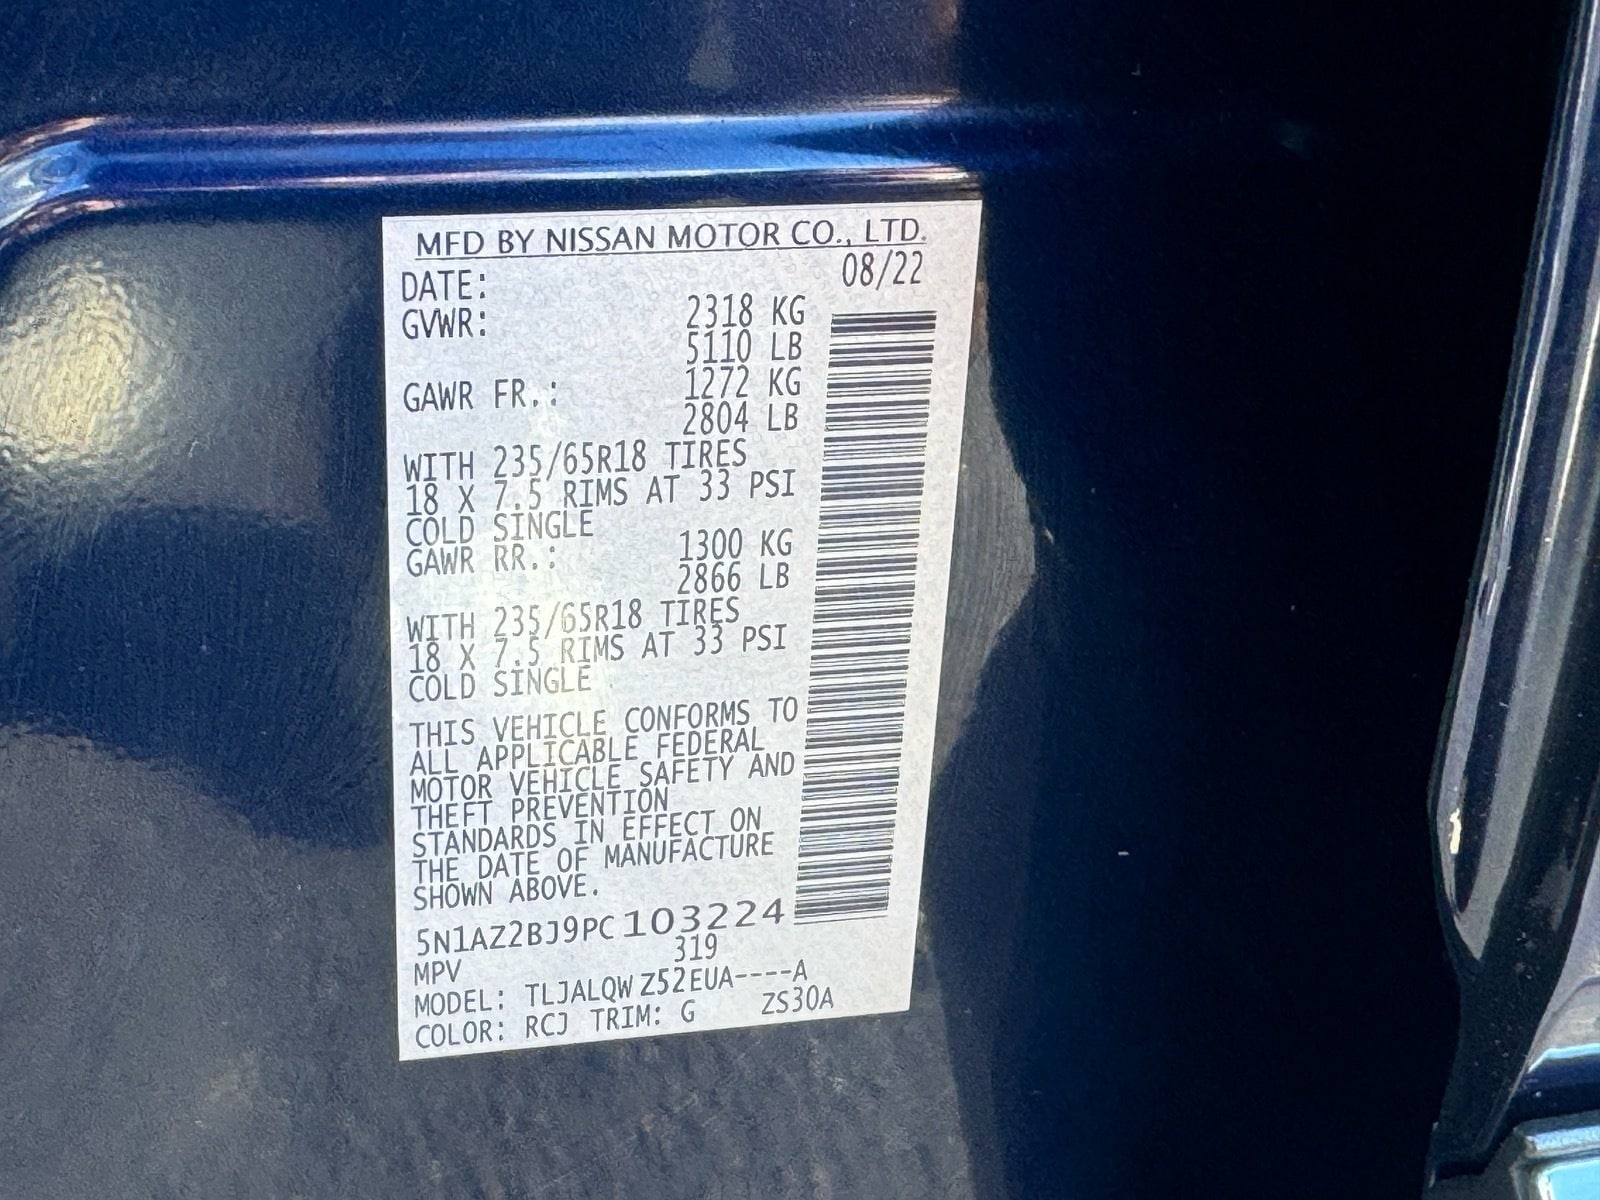 MFD BY NISSAN MOTOR CO., LTD.
DATE: 08/22
GVWR: 2318 KG
5110 LB
GAWR FR.: 1272 KG
2804 LB
WITH 235/65R18 TIRES
18 X 7.5 RIMS AT 33 PSI
COLD SINGLE
GAWR RR.: 1300 KG
2866 LB
WITH 235/65R18 TIRES
18 X 7.5 RIMS AT 33 PSI
COLD SINGLE
THIS VEHICLE CONFORMS TO
ALL APPLICABLE FEDERAL
MOTOR VEHICLE SAFETY AND
THEFT PREVENTION
STANDARDS IN EFFECT ON
THE DATE OF MANUFACTURE
SHOWN ABOVE.
5N1AZ2BJ9PC103224
MPV 319
MODEL: TLJALQW Z52EUA----A
COLOR: RCJ TRIM: G ZS30A